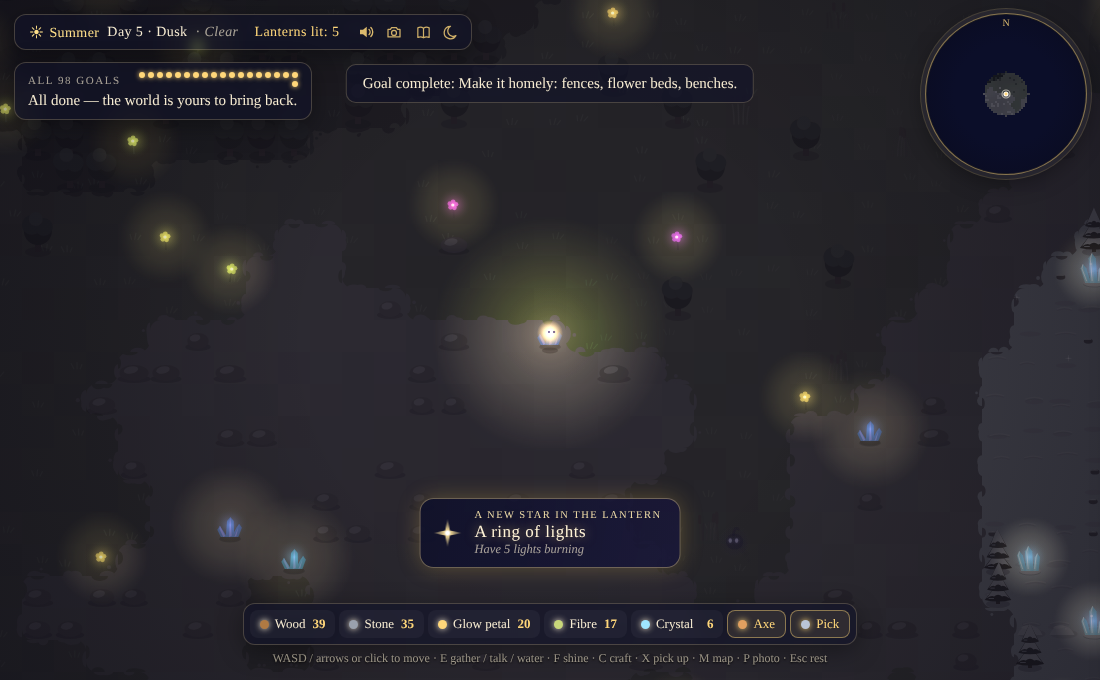 Summer Day 5 · Dusk · Clear Lanterns lit: 5
N
ALL 98 GOALS
All done — the world is yours to bring back.
Goal complete: Make it homely: fences, flower beds, benches.
A NEW STAR IN THE LANTERN
A ring of lights
Have 5 lights burning
Wood 39 Stone 35 Glow petal 20 Fibre 17 Crystal 6 Axe Pick
WASD / arrows or click to move · E gather / talk / water · F shine · C craft · X pick up · M map · P photo · Esc rest